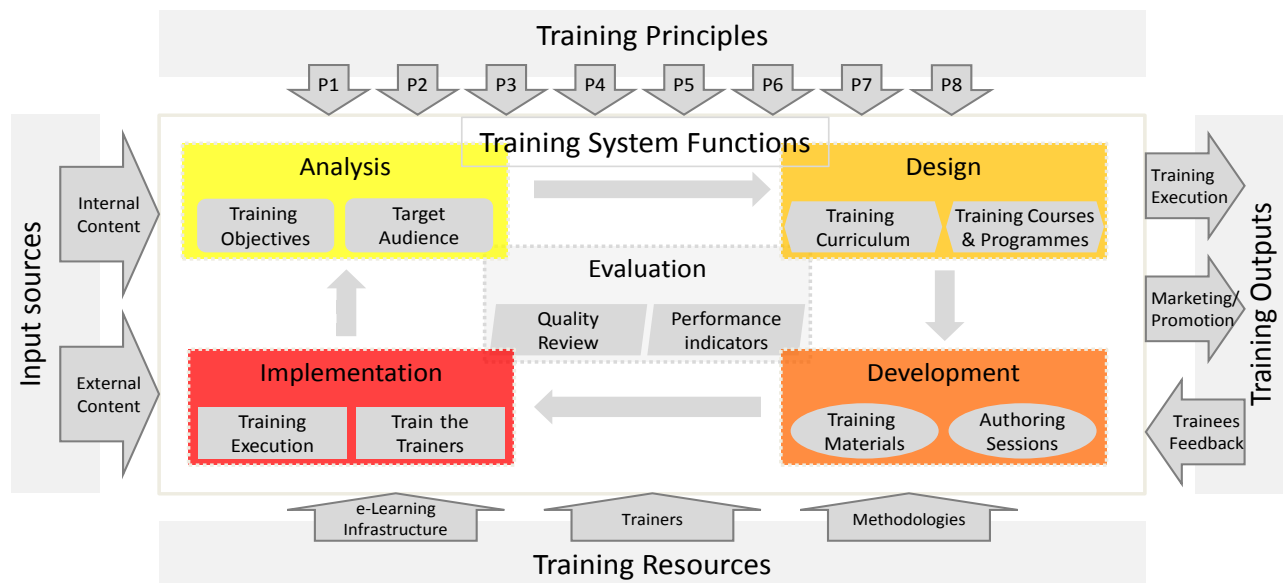 Training Principles
P1
P2
P3
P4
P5
P6
P7
P8
Input sources
Internal
Content
External
Content
Training System Functions
Analysis
Training
Objectives
Target
Audience
Design
Training
Curriculum
Training Courses
& Programmes
Evaluation
Quality
Review
Performance
indicators
Implementation
Training
Execution
Train the
Trainers
Development
Training
Materials
Authoring
Sessions
Training
Execution
Marketing/
Promotion
Trainees
Feedback
Training Outputs
e-Learning
Infrastructure
Trainers
Methodologies
Training Resources